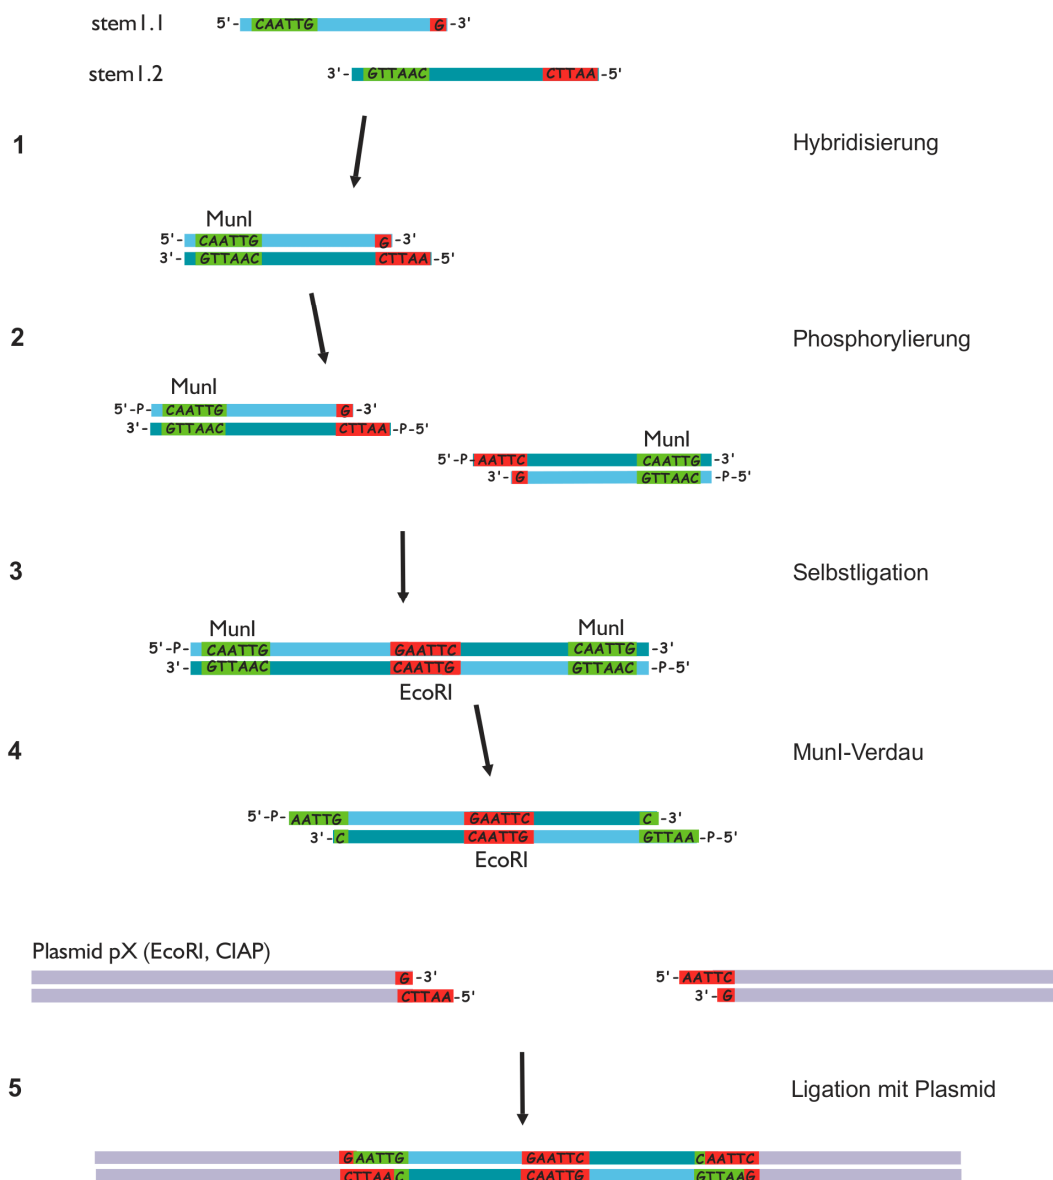 stem1.1 5'- CAATTG G -3'
stem1.2 3'- GTTAAC CTTAA -5'
1 Hybridisierung
MunI
5'- CAATTG G -3'
3'- GTTAAC CTTAA -5'
2 Phosphorylierung
MunI
5'-P- CAATTG G -3'
3'- GTTAAC CTTAA -P-5'
MunI
5'-P- AATTC CAATTG -3'
3'- G GTTAAC -P-5'
3 Selbstligation
MunI MunI
5'-P- CAATTG GAATTC CAATTG -3'
3'- GTTAAC CAATTG GTTAAC -P-5'
EcoRI
4 MunI-Verdau
5'-P- AATTG GAATTC C -3'
3'- C CAATTG GTTAA -P-5'
EcoRI
Plasmid pX (EcoRI, CIAP)
G -3' 5'- AATTC
CTTAA -5' 3'- G
5 Ligation mit Plasmid
GAATTG GAATTC CAATTC
CTTAAC CAATTG GTTAAG